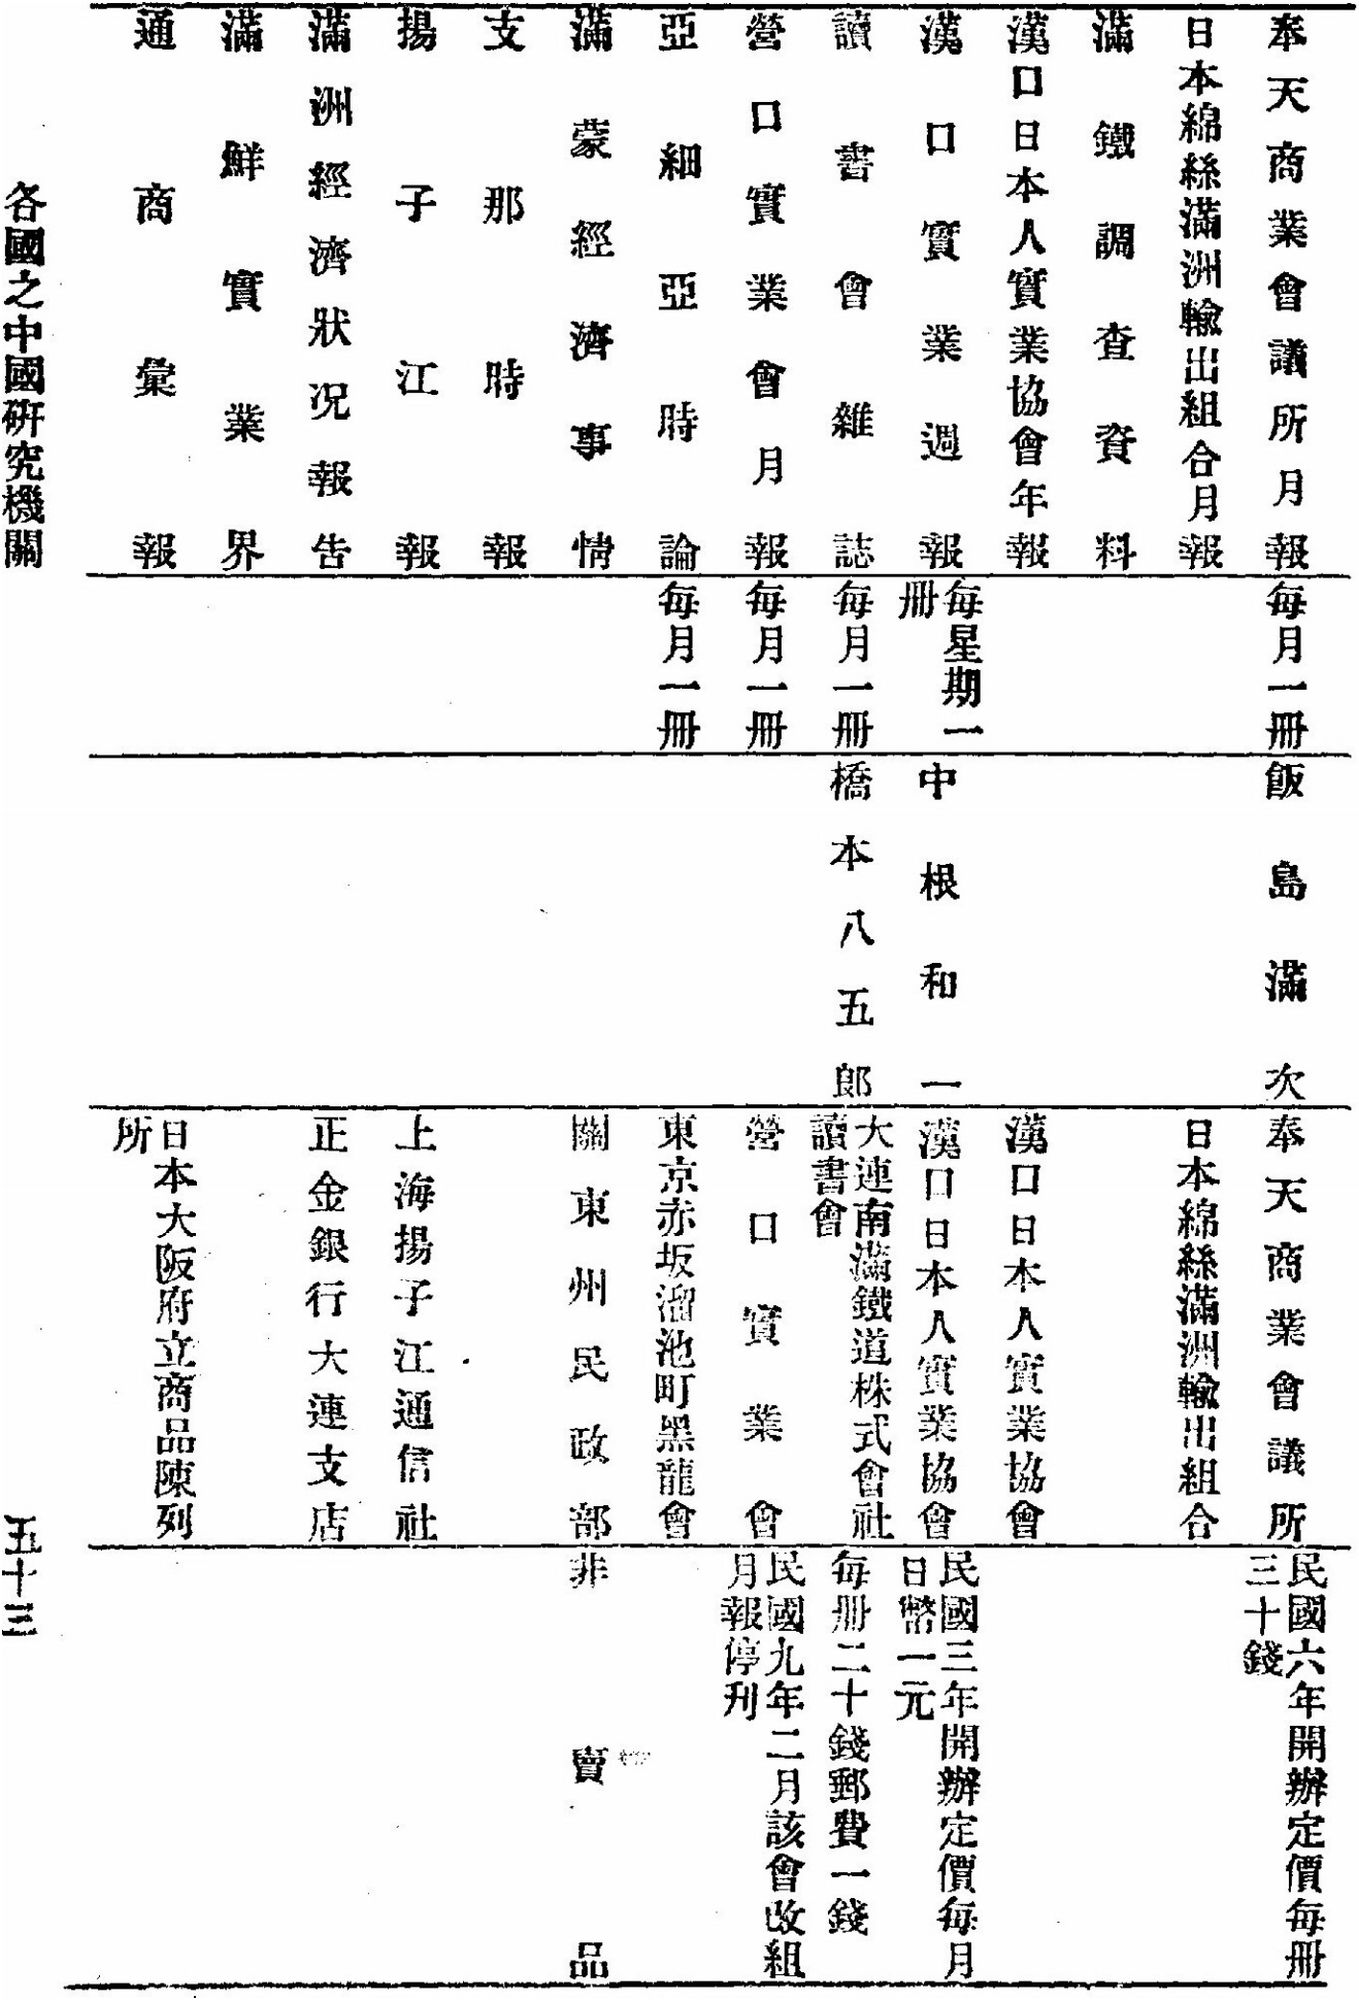 奉天商業會議所月報 每月一冊 飯島滿次 奉天商業會議所 民國六年開辦定價每冊
三十錢
日本綿絲滿洲輸出組合月報 日本綿絲滿洲輸出組合
滿鐵調查資料
漢口日本人實業協會年報 漢口日本人實業協會
漢口實業週報 每星期一
冊 中根和一 漢口日本人實業協會 民國三年開辦定價每月
日幣一元
讀書會雜誌 每月一冊 橋本八五郎 大連南滿鐵道株式會社
讀書會 每冊二十錢郵費一錢
營口實業會月報 每月一冊 營口實業會 民國九年二月該會改組
月報停刊
亞細亞時論 每月一冊 東京赤坂溜池町黑龍會
滿蒙經濟事情 關東州民政部 非賣品
支那時報
揚子江報 上海揚子江通信社
滿洲經濟狀況報告 正金銀行大連支店
滿鮮實業界
通商彙報 日本大阪府立商品陳列
所
各國之中國硏究機關 五十三